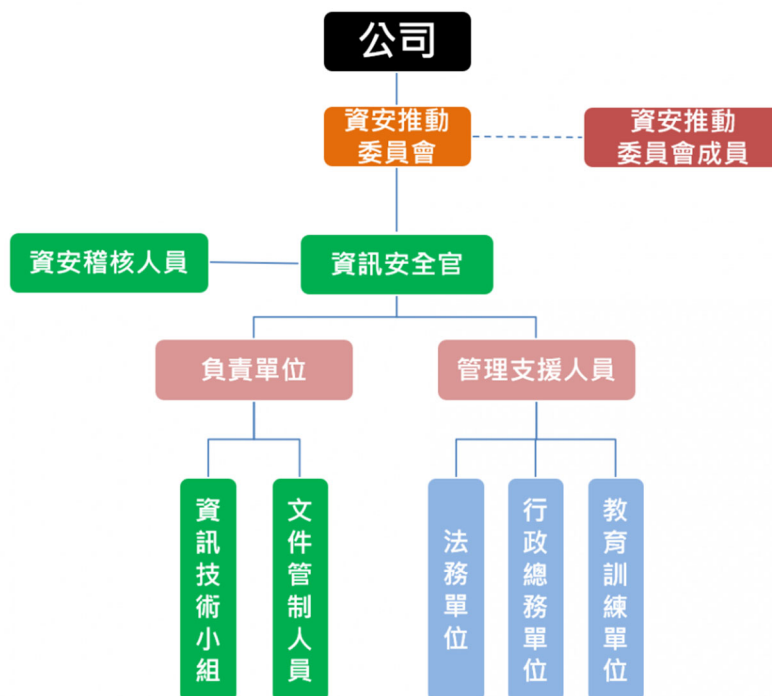 公司
資安推動
委員會
資安推動
委員會成員
資安稽核人員
資訊安全官
負責單位
管理支援人員
資訊技術小組
文件管制人員
法務單位
行政總務單位
教育訓練單位